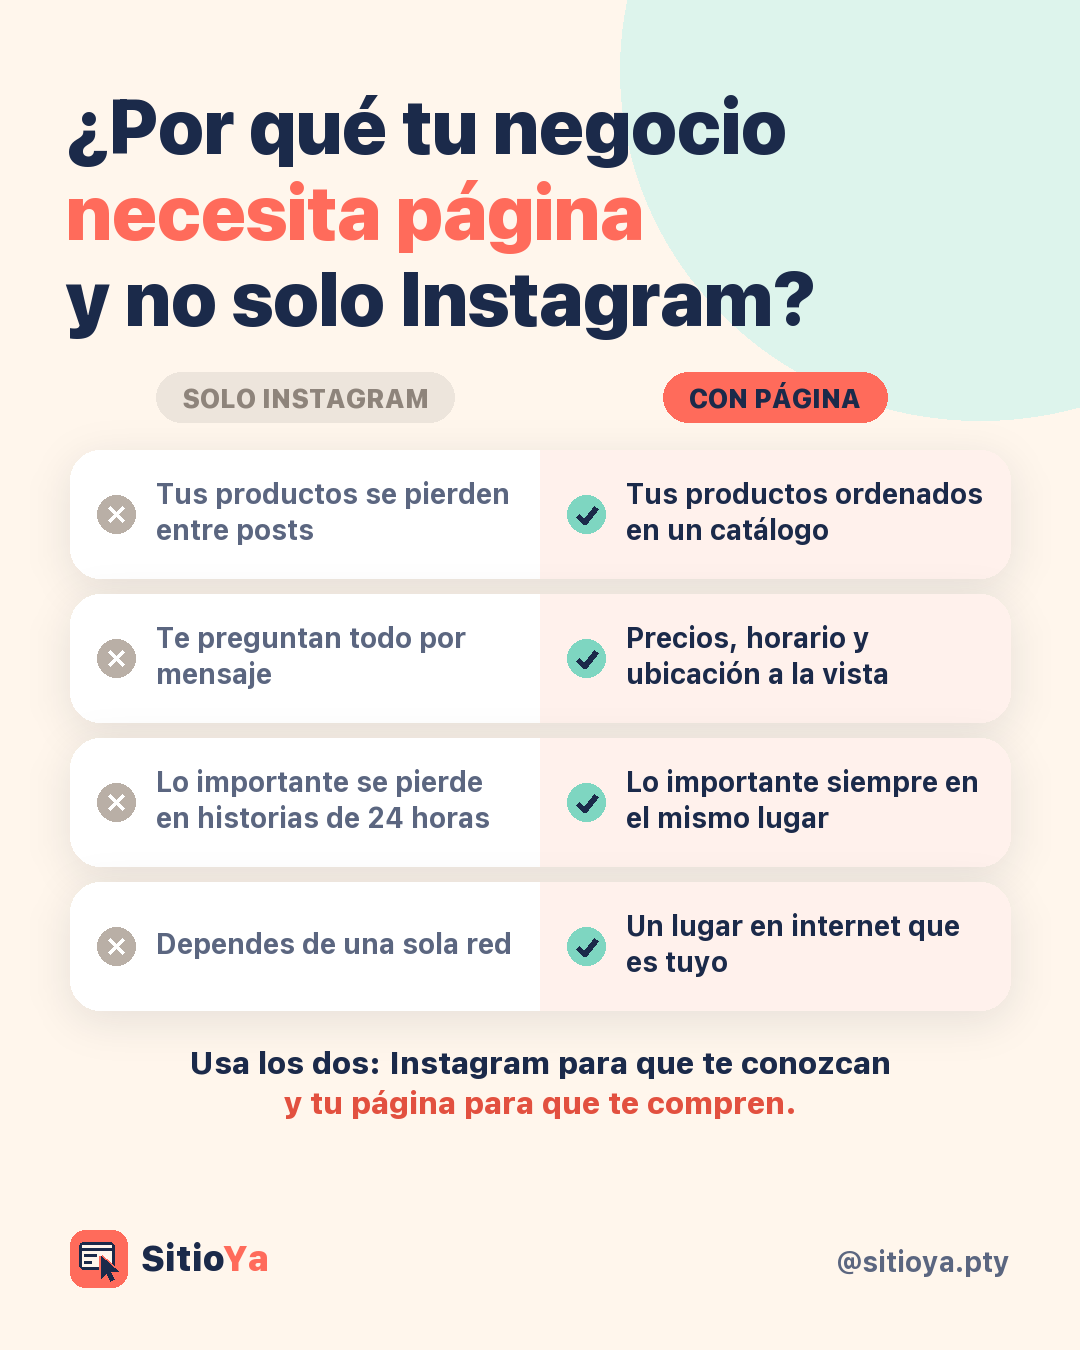 ¿Por qué tu negocio
necesita página
y no solo Instagram?
SOLO INSTAGRAM
CON PÁGINA
Tus productos se pierden
entre posts
Tus productos ordenados
en un catálogo
Te preguntan todo por
mensaje
Precios, horario y
ubicación a la vista
Lo importante se pierde
en historias de 24 horas
Lo importante siempre en
el mismo lugar
Dependes de una sola red
Un lugar en internet que
es tuyo
Usa los dos: Instagram para que te conozcan
y tu página para que te compren.
SitioYa
@sitioya.pty